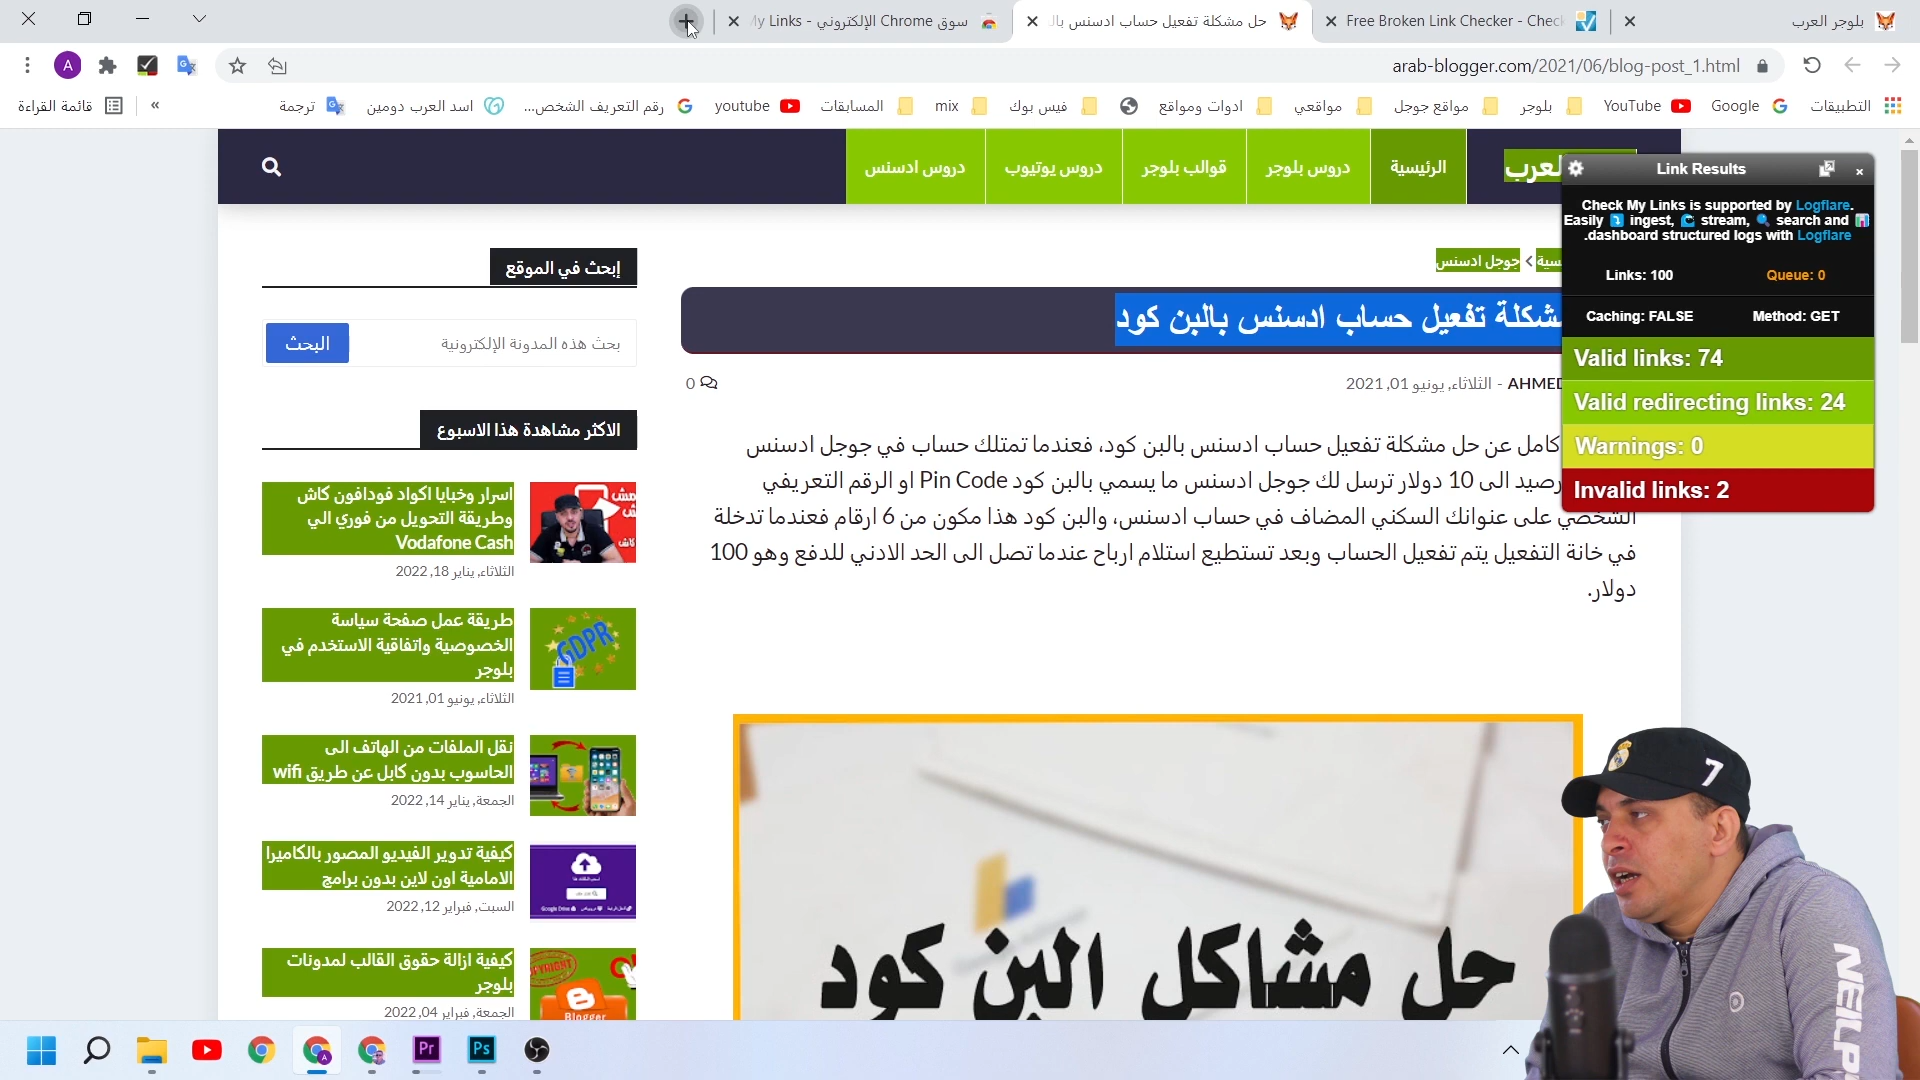 بلوجر العرب
Free Broken Link Checker - Check
حل مشكلة تفعيل حساب ادسنس بال
My Links - سوق Chrome الإلكتروني
arab-blogger.com/2021/06/blog-post_1.html
A
التطبيقات
Google
YouTube
بلوجر
مواقع جوجل
مواقعي
ادوات ومواقع
فيس بوك
mix
المسابقات
youtube
رقم التعريف الشخص...
اسد العرب دومين
ترجمة
»
قائمة القراءة
العرب
الرئيسية
دروس بلوجر
قوالب بلوجر
دروس يوتيوب
دروس ادسنس
Link Results
Check My Links is supported by Logflare.
Easily ingest, stream, search and
.dashboard structured logs with Logflare
Links: 100
Queue: 0
Caching: FALSE
Method: GET
Valid links: 74
Valid redirecting links: 24
Warnings: 0
Invalid links: 2
جوجل ادسنس
مشكلة تفعيل حساب ادسنس بالبن كود
AHMED - الثلاثاء, يونيو 01, 2021
0
كامل عن حل مشكلة تفعيل حساب ادسنس بالبن كود، فعندما تمتلك حساب في جوجل ادسنس
رصيد الى 10 دولار ترسل لك جوجل ادسنس ما يسمي بالبن كود Pin Code او الرقم التعريفي
الشخصي على عنوانك السكني المضاف في حساب ادسنس، والبن كود هذا مكون من 6 ارقام فعندما تدخلة
في خانة التفعيل يتم تفعيل الحساب وبعد تستطيع استلام ارباح عندما تصل الى الحد الادني للدفع وهو 100
دولار.
حل مشاكل البن كود
إبحث في الموقع
بحث هذه المدونة الإلكترونية
البحث
الاكثر مشاهدة هذا الاسبوع
اسرار وخبايا اكواد فودافون كاش
وطريقة التحويل من فوري الي
Vodafone Cash
الثلاثاء, يناير 18, 2022
طريقة عمل صفحة سياسة
الخصوصية واتفاقية الاستخدم في
بلوجر
الثلاثاء, يونيو 01, 2021
GDPR
نقل الملفات من الهاتف الى
الحاسوب بدون كابل عن طريق wifi
الجمعة, يناير 14, 2022
كيفية تدوير الفيديو المصور بالكاميرا
الامامية اون لاين بدون برامج
السبت, فبراير 12, 2022
Google Drive
كيفية ازالة حقوق القالب لمدونات
بلوجر
الجمعة, فبراير 04, 2022
Blogger
7
Pr
Ps